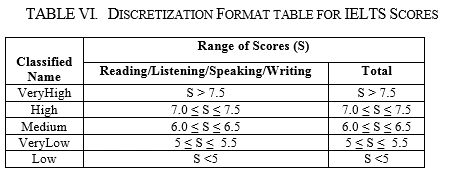 TABLE VI. DISCRETIZATION FORMAT TABLE FOR IELTS SCORES
Classified Name Range of Scores (S)
Reading/Listening/Speaking/Writing Total
VeryHigh S > 7.5 S > 7.5
High 7.0 ≤ S ≤ 7.5 7.0 ≤ S ≤ 7.5
Medium 6.0 ≤ S ≤ 6.5 6.0 ≤ S ≤ 6.5
VeryLow 5 ≤ S ≤ 5.5 5 ≤ S ≤ 5.5
Low S <5 S <5